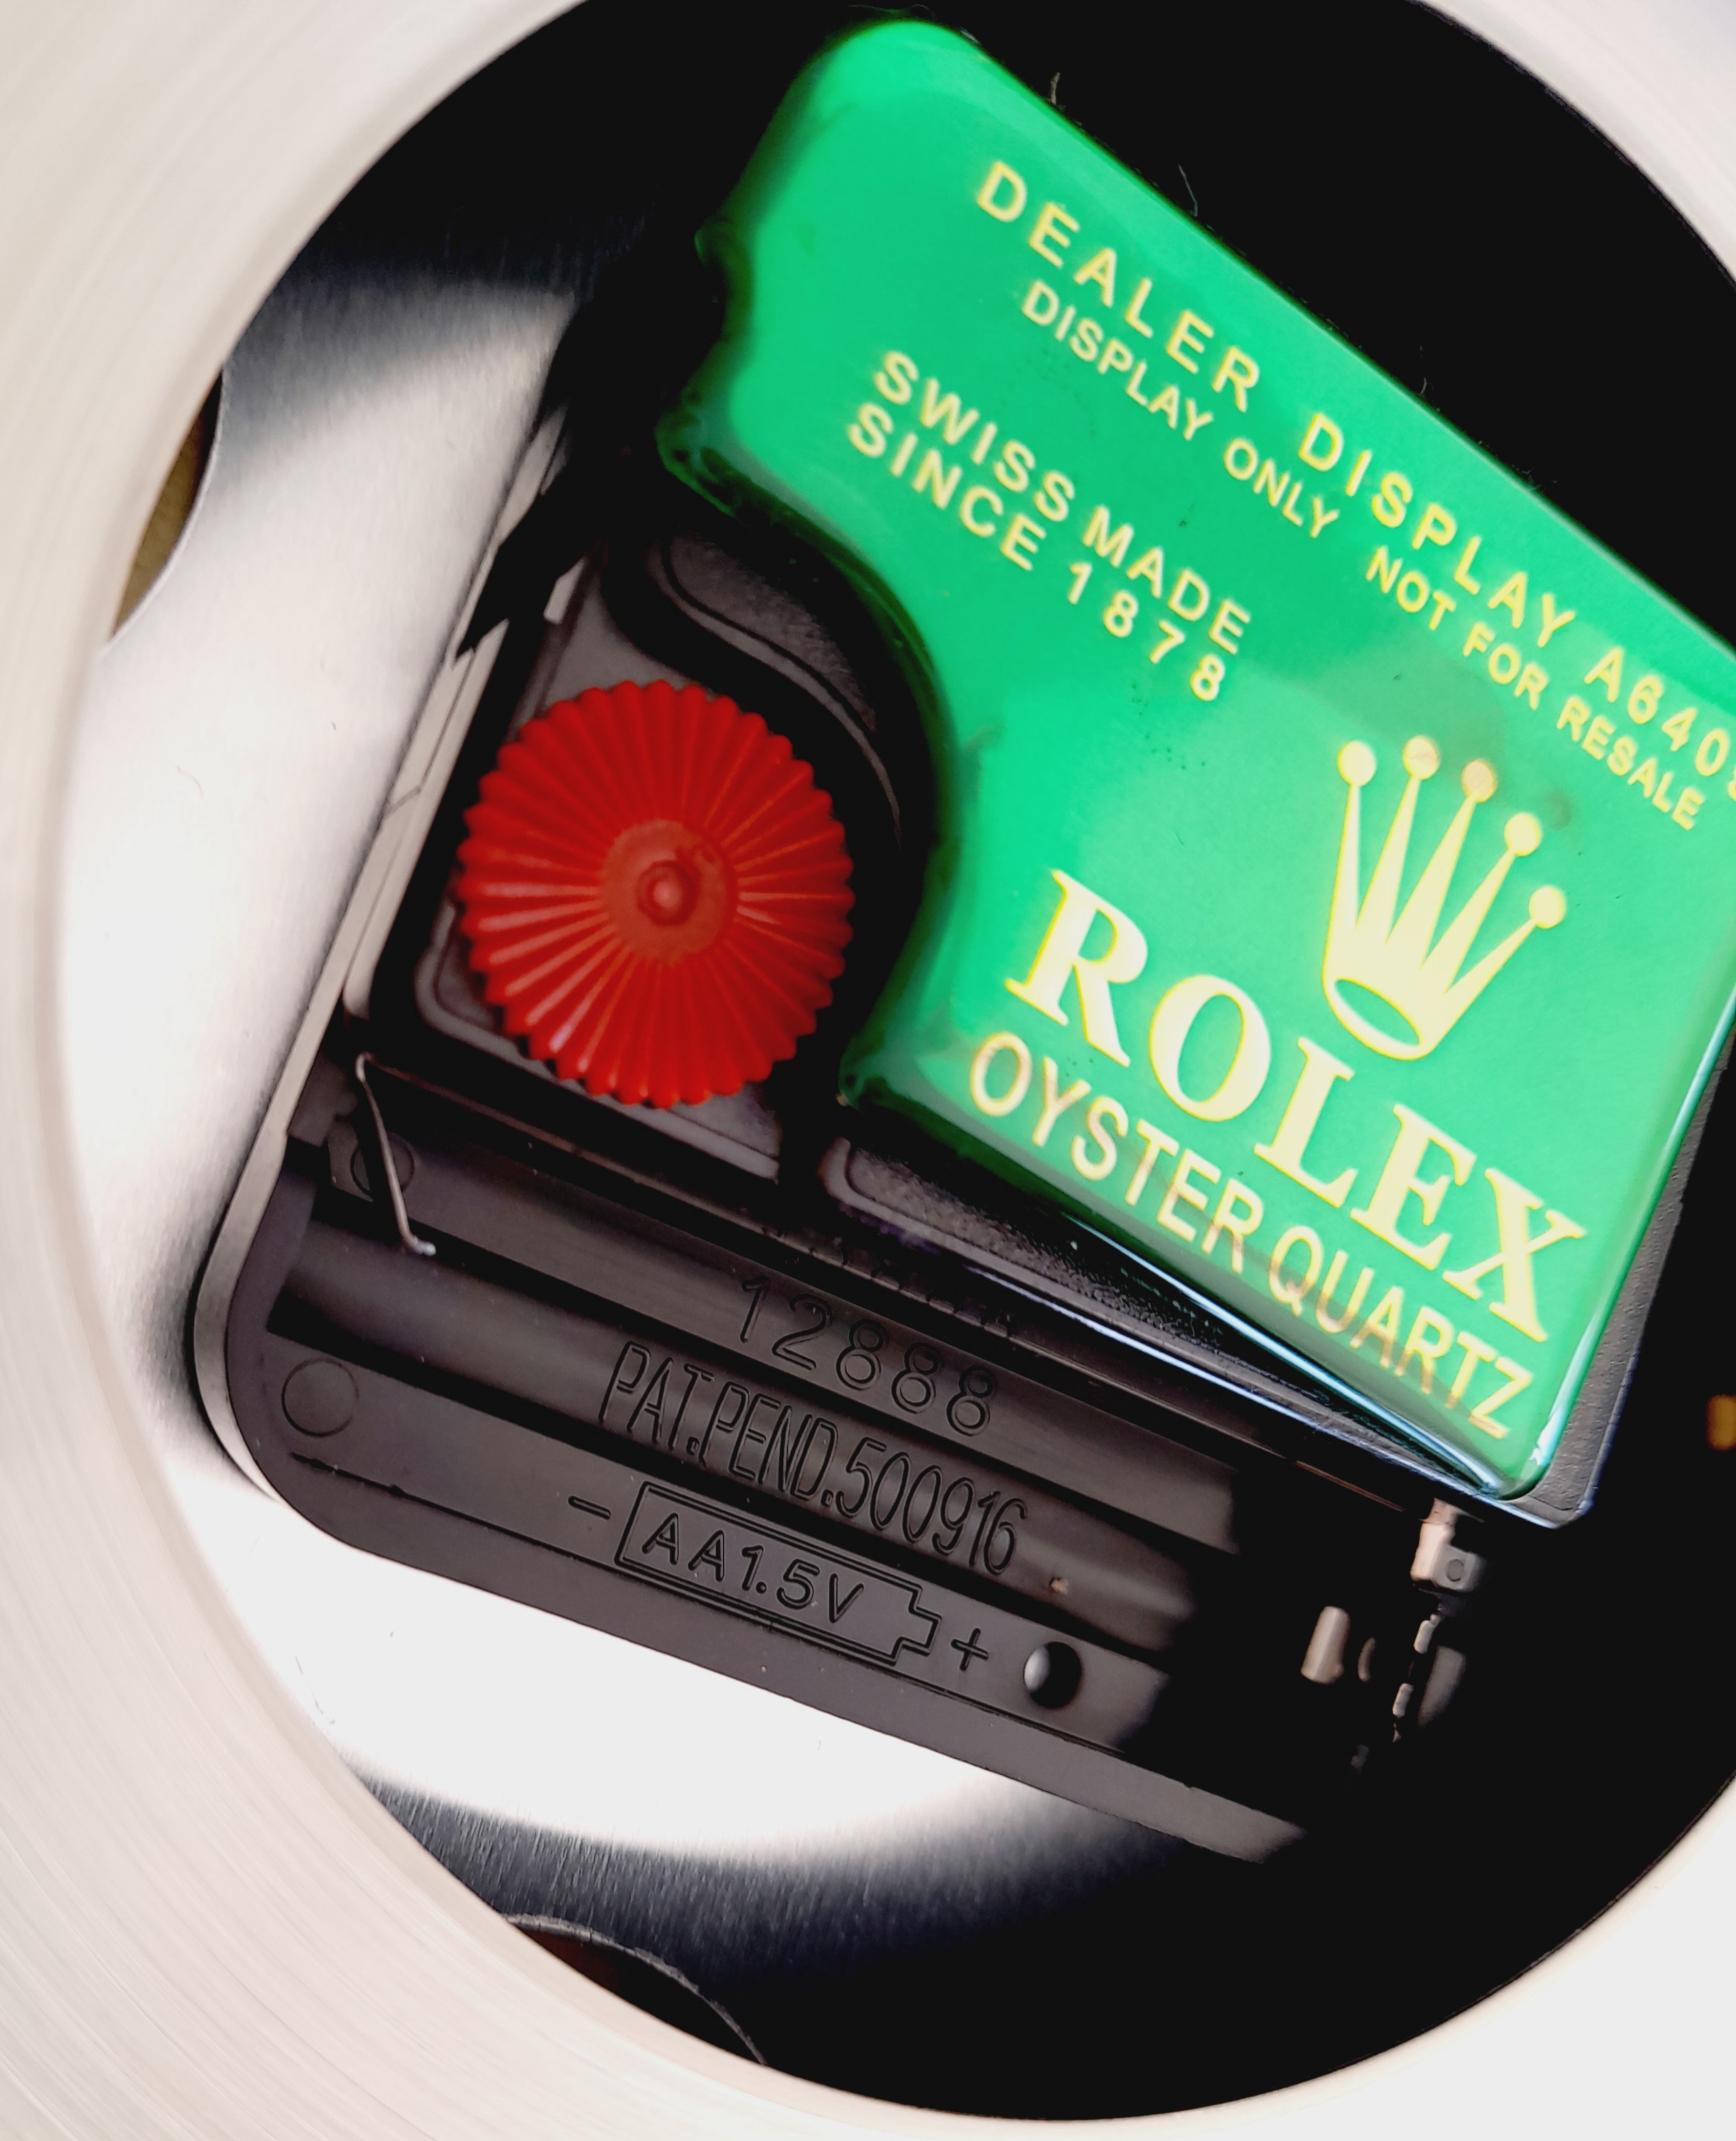 DEALER DISPLAY A640
DISPLAY ONLY NOT FOR RESALE
SWISS MADE
SINCE 1878
ROLEX
OYSTER QUARTZ
12888
PAT.PEND.500916
- AA1.5V +